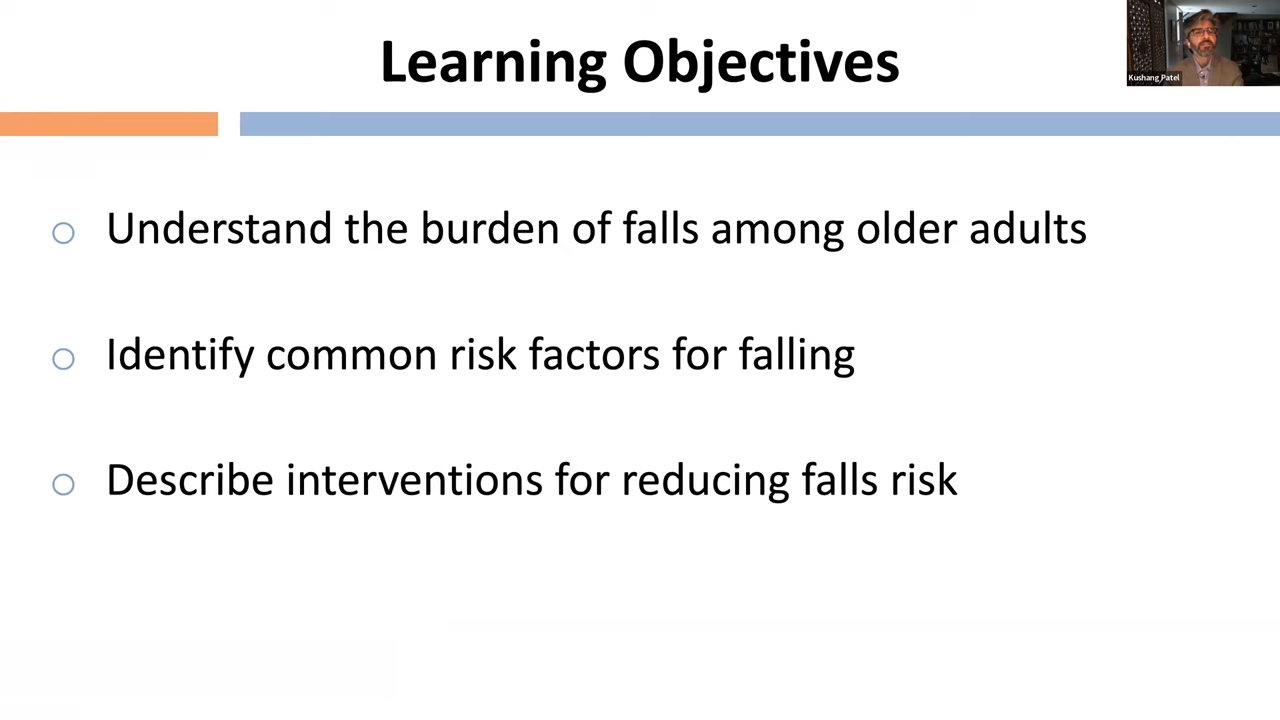 Learning Objectives
Kushang Patel
Understand the burden of falls among older adults
Identify common risk factors for falling
Describe interventions for reducing falls risk